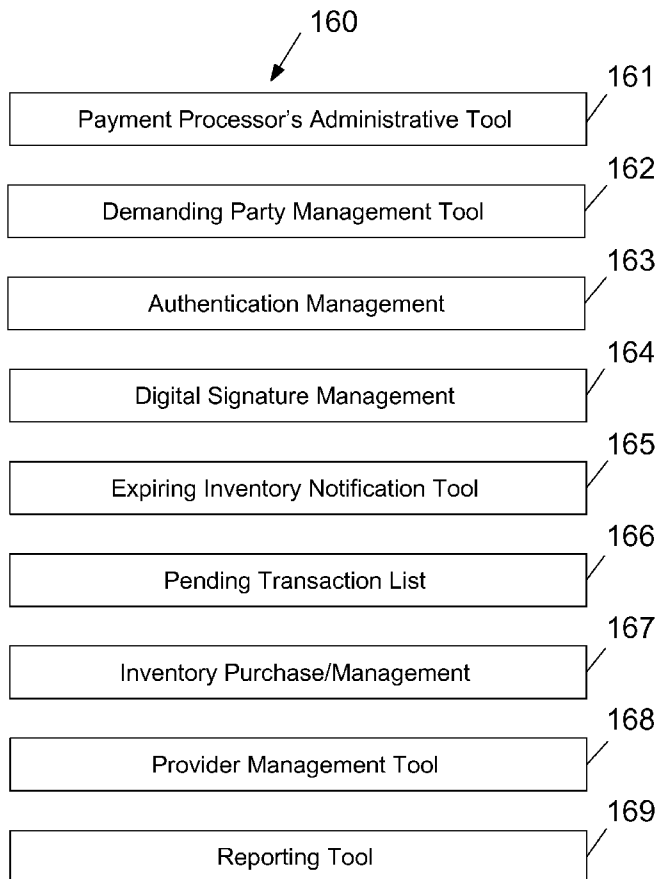 160
161
Payment Processor's Administrative Tool
162
Demanding Party Management Tool
163
Authentication Management
164
Digital Signature Management
165
Expiring Inventory Notification Tool
166
Pending Transaction List
167
Inventory Purchase/Management
168
Provider Management Tool
169
Reporting Tool